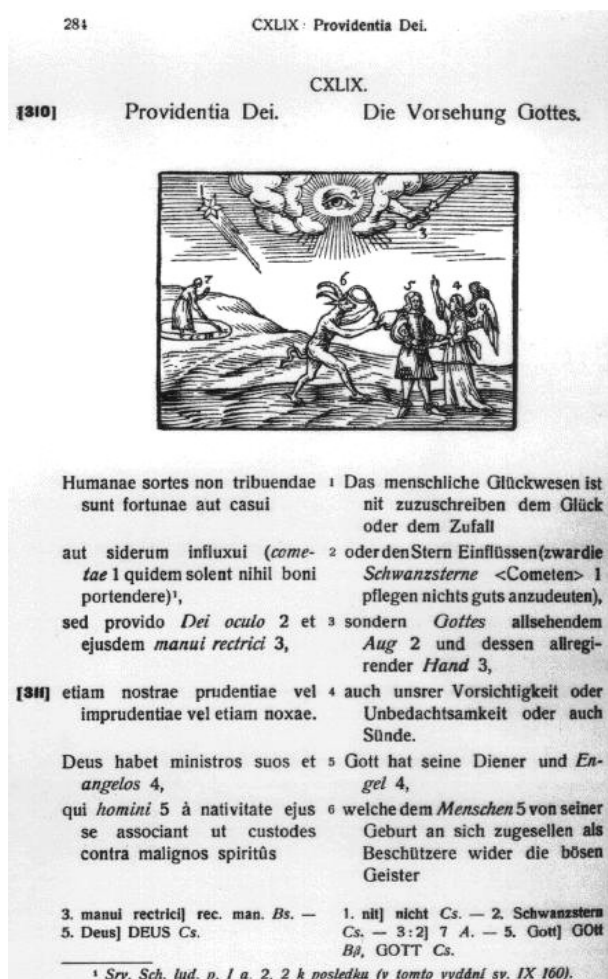 284 CXLIX · Providentia Dei.
CXLIX.
[310] Providentia Dei. Die Vorsehung Gottes.
1 2 3 4 5 6 7
Humanae sortes non tribuendae
sunt fortunae aut casui
aut siderum influxui (come-
tae 1 quidem solent nihil boni
portendere)¹,
sed provido Dei oculo 2 et
ejusdem manui rectrici 3,
[311] etiam nostrae prudentiae vel
imprudentiae vel etiam noxae.
Deus habet ministros suos et
angelos 4,
qui homini 5 à nativitate ejus
se associant ut custodes
contra malignos spiritûs
1 Das menschliche Glückwesen ist
nit zuzuschreiben dem Glück
oder dem Zufall
2 oder den Stern Einflüssen (zwar die
Schwanzsterne <Cometen> 1
pflegen nichts guts anzudeuten),
3 sondern Gottes allsehendem
Aug 2 und dessen allregi-
render Hand 3,
4 auch unsrer Vorsichtigkeit oder
Unbedachtsamkeit oder auch
Sünde.
5 Gott hat seine Diener und En-
gel 4,
6 welche dem Menschen 5 von seiner
Geburt an sich zugesellen als
Beschützere wider die bösen
Geister
3. manui rectrici] rec. man. Bs. —
5. Deus] DEUS Cs.
1. nit] nicht Cs. — 2. Schwanzstern
Cs. — 3:2] 7 A. — 5. Gott] GOtt
Bβ, GOTT Cs.
¹ Srv. Sch. lud. p. I a. 2, 2 k posledku (v tomto vydání sv. IX 160).